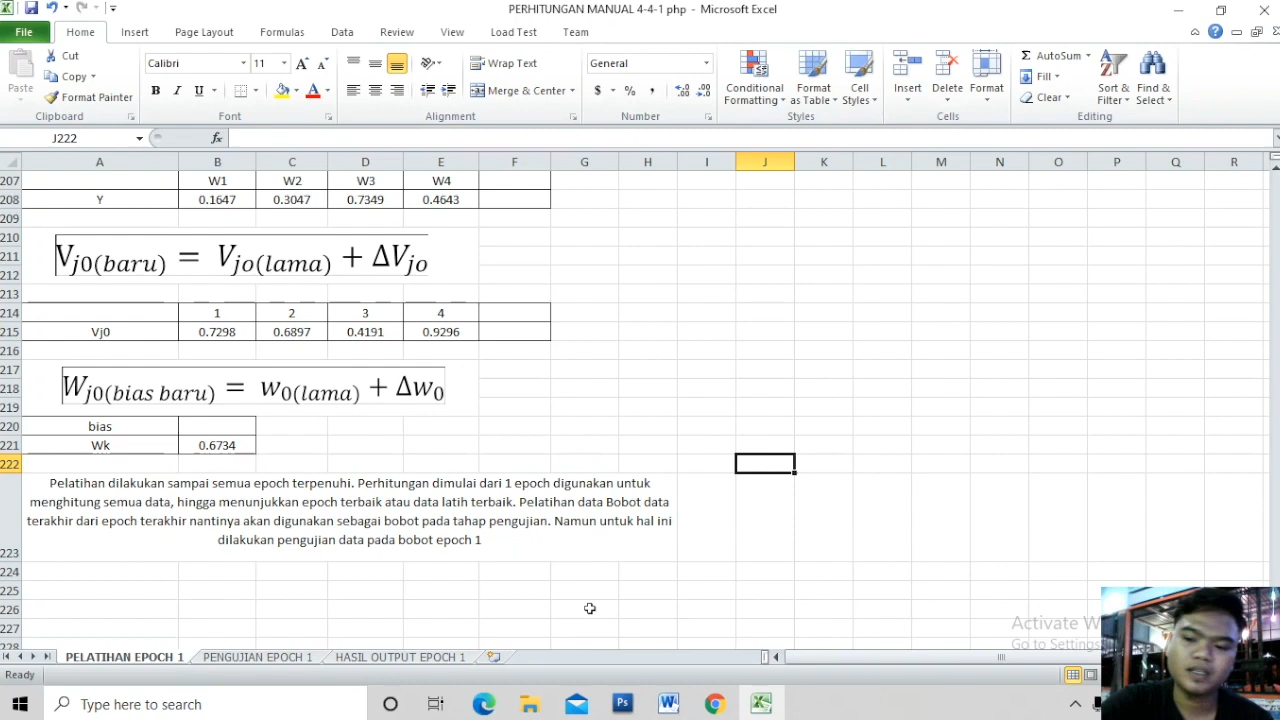 PERHITUNGAN MANUAL 4-4-1 php - Microsoft Excel
File Home Insert Page Layout Formulas Data Review View Load Test Team
Cut
Copy
Format Painter
Paste
Clipboard
Calibri 11
B I U
Font
Wrap Text
Merge & Center
Alignment
General
$ % ,
Number
Conditional Formatting
Format as Table
Cell Styles
Styles
Insert Delete Format
Cells
AutoSum
Fill
Clear
Sort & Filter
Find & Select
Editing
J222 fx
A B C D E F G H I J K L M N O P Q R
207 W1 W2 W3 W4
208 Y 0.1647 0.3047 0.7349 0.4643
209
210
211 Vj0(baru) = Vjo(lama) + ΔVjo
212
213
214 1 2 3 4
215 Vj0 0.7298 0.6897 0.4191 0.9296
216
217
218 Wj0(bias baru) = w0(lama) + Δw0
219
220 bias
221 Wk 0.6734
222
Pelatihan dilakukan sampai semua epoch terpenuhi. Perhitungan dimulai dari 1 epoch digunakan untuk
menghitung semua data, hingga menunjukkan epoch terbaik atau data latih terbaik. Pelatihan data Bobot data
terakhir dari epoch terakhir nantinya akan digunakan sebagai bobot pada tahap pengujian. Namun untuk hal ini
dilakukan pengujian data pada bobot epoch 1
223
224
225
226
227
228
Activate W
Go to Settings
PELATIHAN EPOCH 1 PENGUJIAN EPOCH 1 HASIL OUTPUT EPOCH 1
Ready
Type here to search